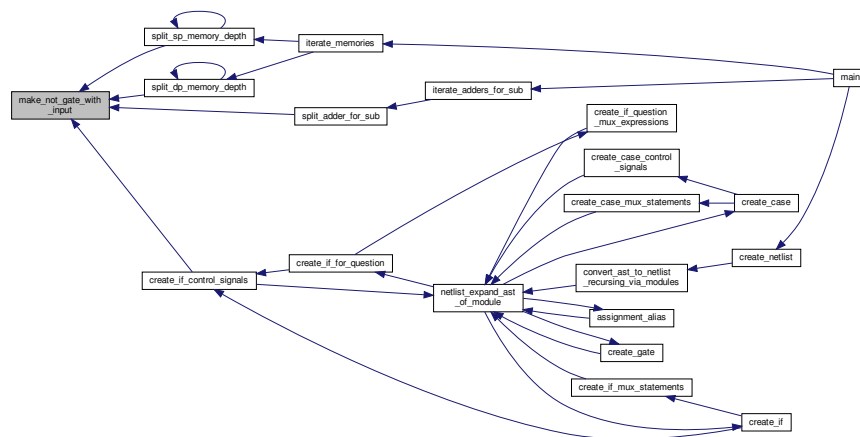 split_sp_memory_depth
iterate_memories
main
split_dp_memory_depth
iterate_adders_for_sub
make_not_gate_with
_input
split_adder_for_sub
create_if_question
_mux_expressions
create_case_control
_signals
create_case_mux_statements
create_case
create_if_for_question
create_netlist
create_if_control_signals
convert_ast_to_netlist
_recursing_via_modules
netlist_expand_ast
_of_module
assignment_alias
create_gate
create_if_mux_statements
create_if